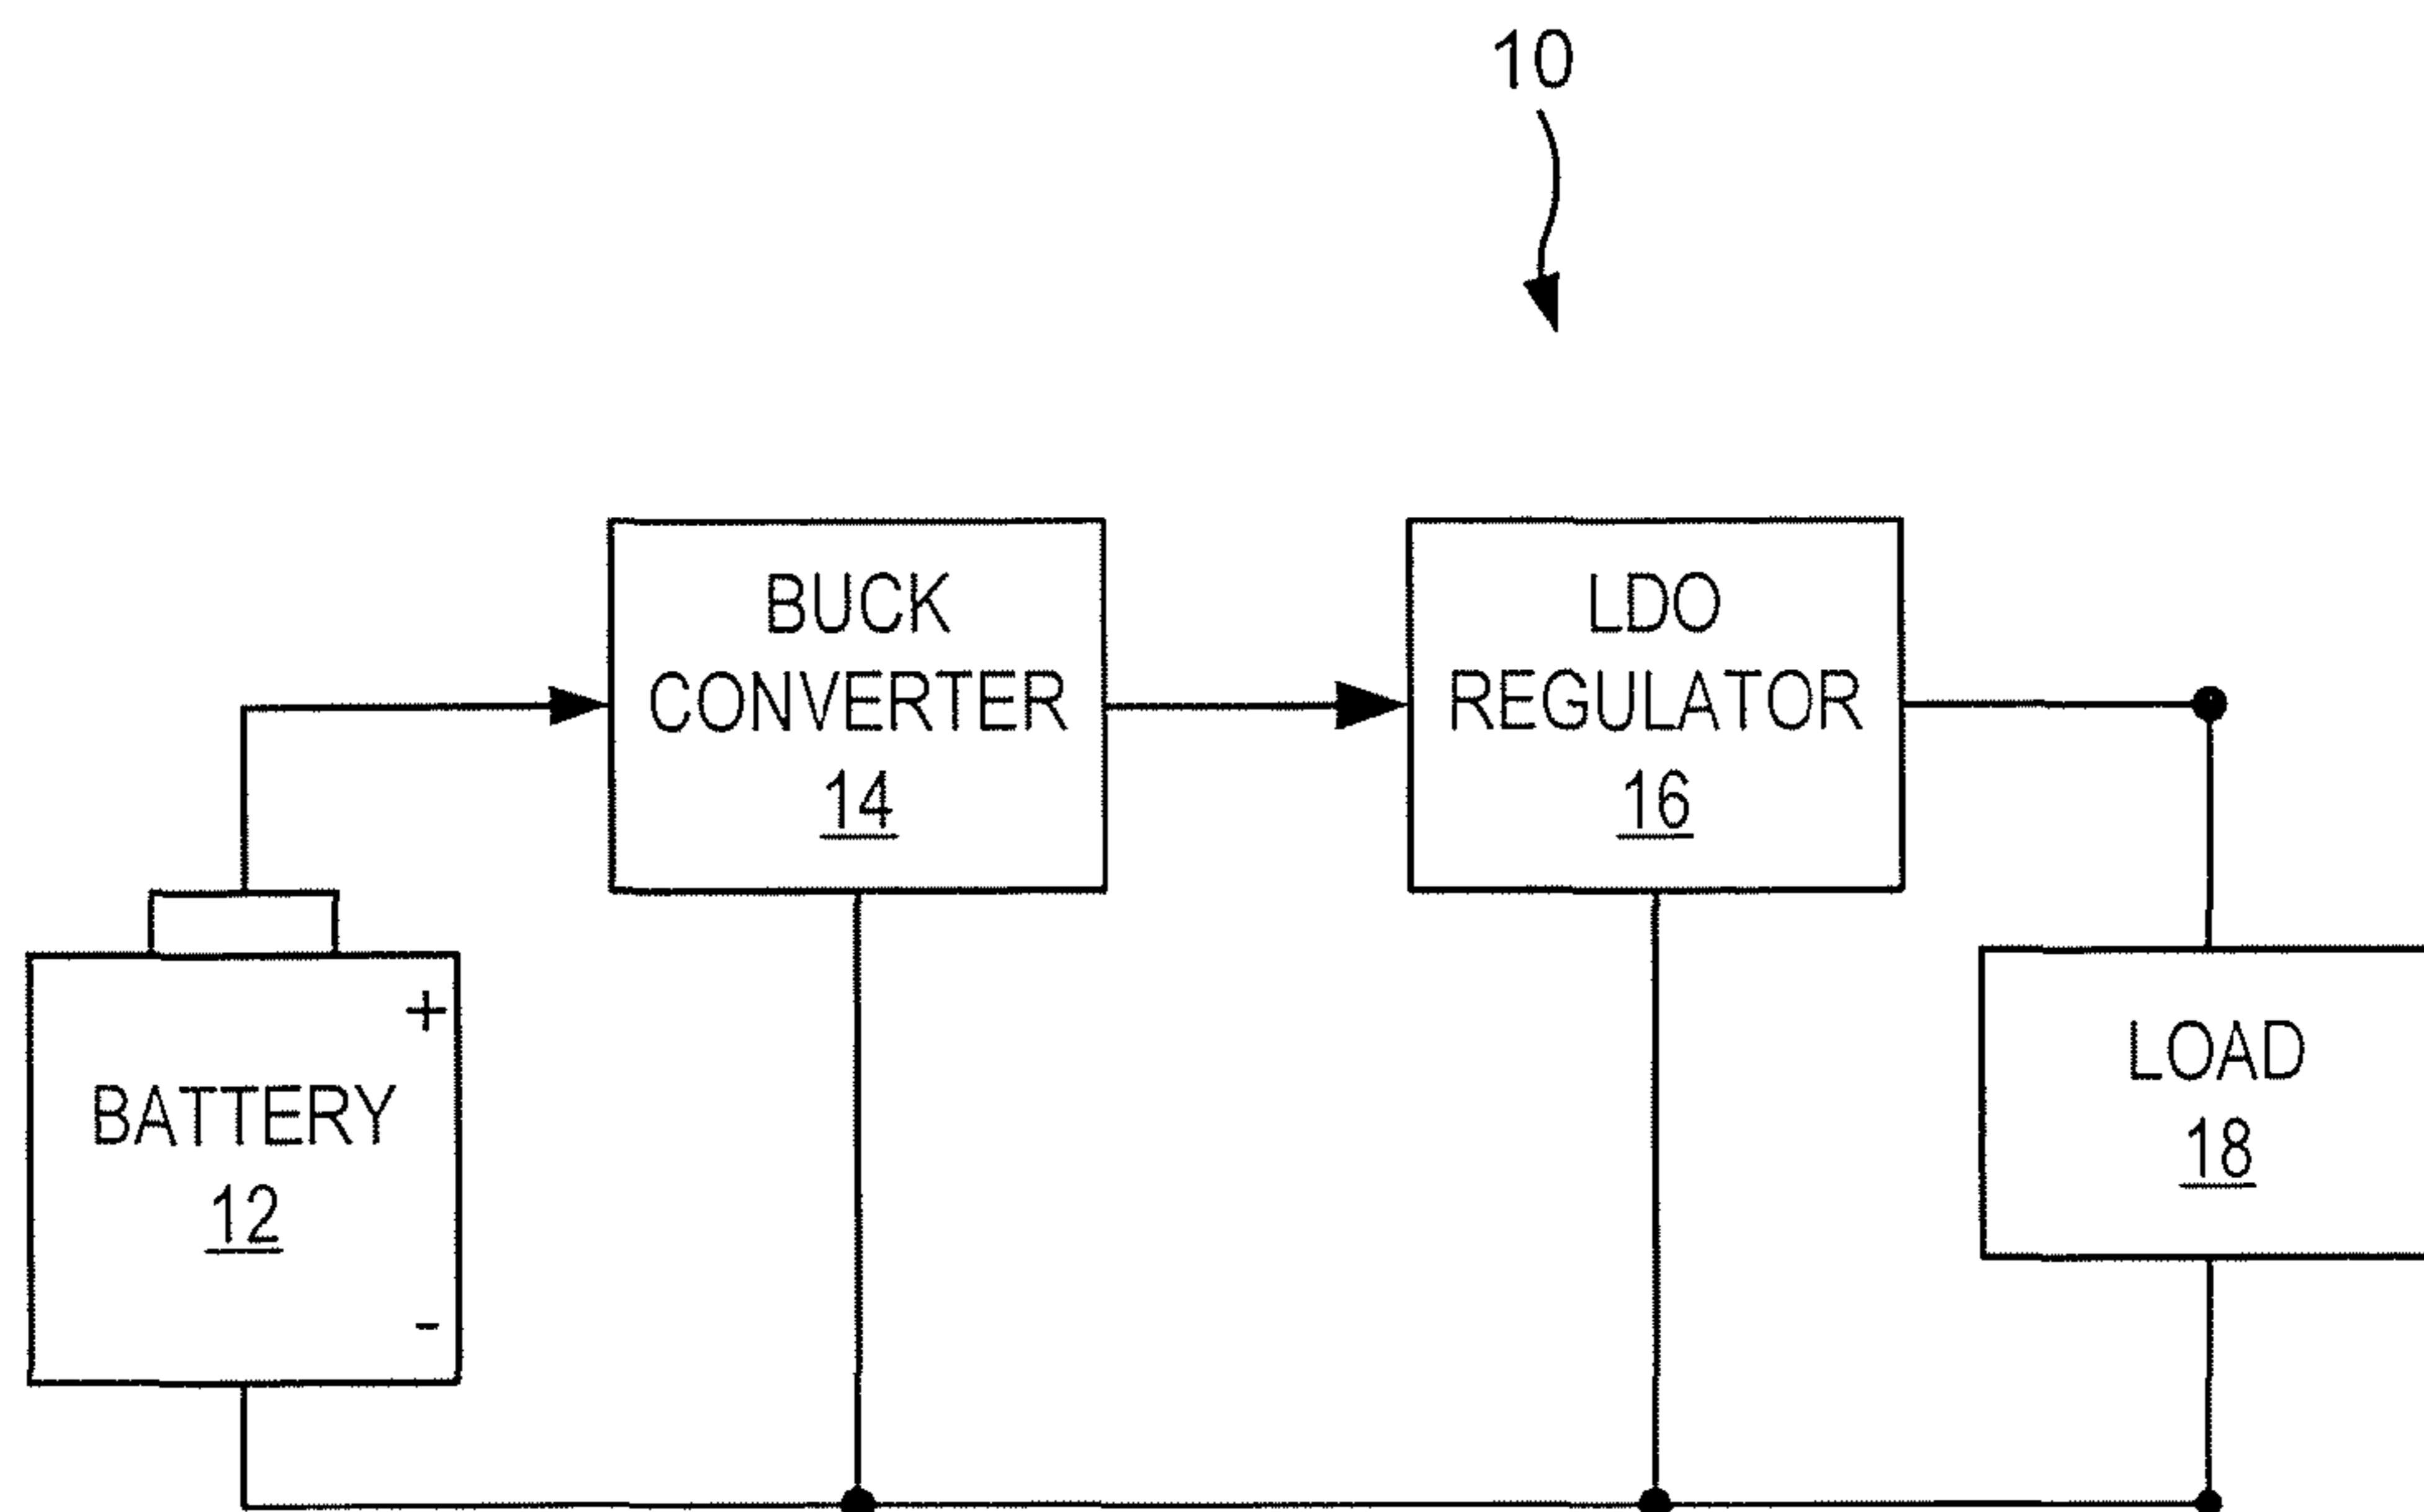 10
BUCK
CONVERTER
14
LDO
REGULATOR
16
+
BATTERY
12
-
LOAD
18